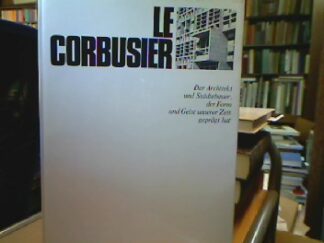 LE
CORBUSIER
Der Architekt
und Städtebauer,
der Form
und Geist unserer Zeit
geprägt hat